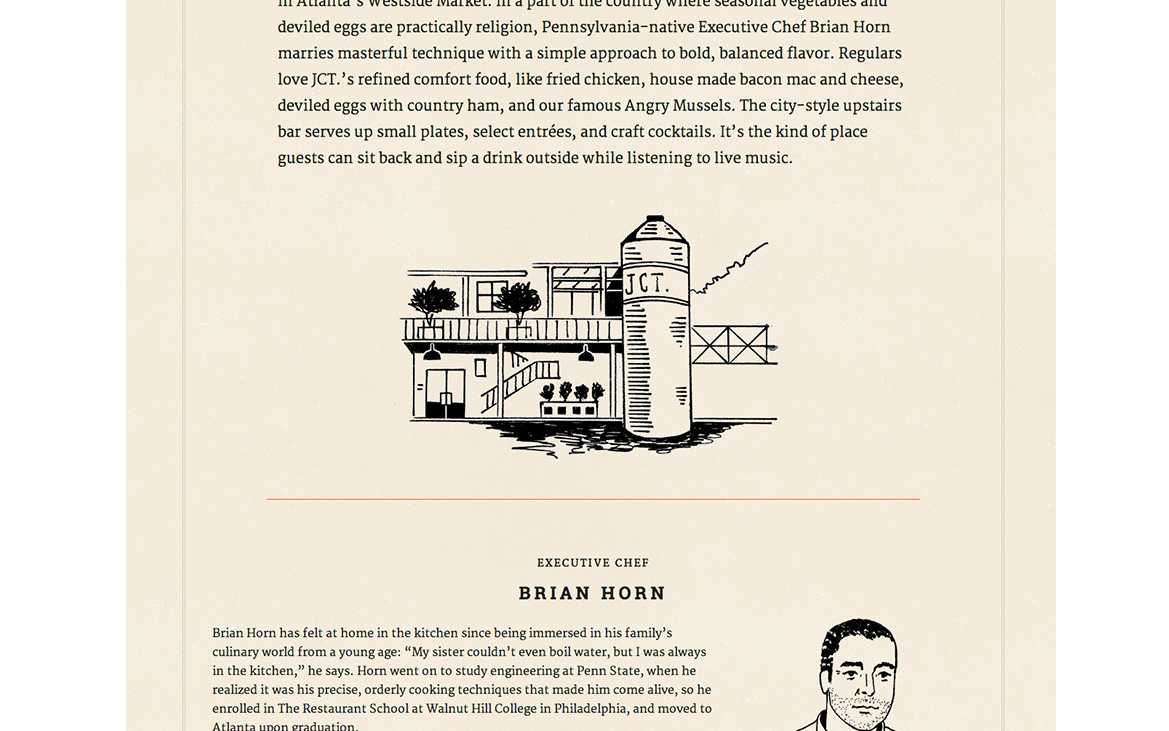 in Atlanta's Westside Market. In a part of the country where seasonal vegetables and
deviled eggs are practically religion, Pennsylvania-native Executive Chef Brian Horn
marries masterful technique with a simple approach to bold, balanced flavor. Regulars
love JCT.’s refined comfort food, like fried chicken, house made bacon mac and cheese,
deviled eggs with country ham, and our famous Angry Mussels. The city-style upstairs
bar serves up small plates, select entrées, and craft cocktails. It’s the kind of place
guests can sit back and sip a drink outside while listening to live music.
JCT.
EXECUTIVE CHEF
BRIAN HORN
Brian Horn has felt at home in the kitchen since being immersed in his family’s
culinary world from a young age: “My sister couldn’t even boil water, but I was always
in the kitchen,” he says. Horn went on to study engineering at Penn State, when he
realized it was his precise, orderly cooking techniques that made him come alive, so he
enrolled in The Restaurant School at Walnut Hill College in Philadelphia, and moved to
Atlanta upon graduation.